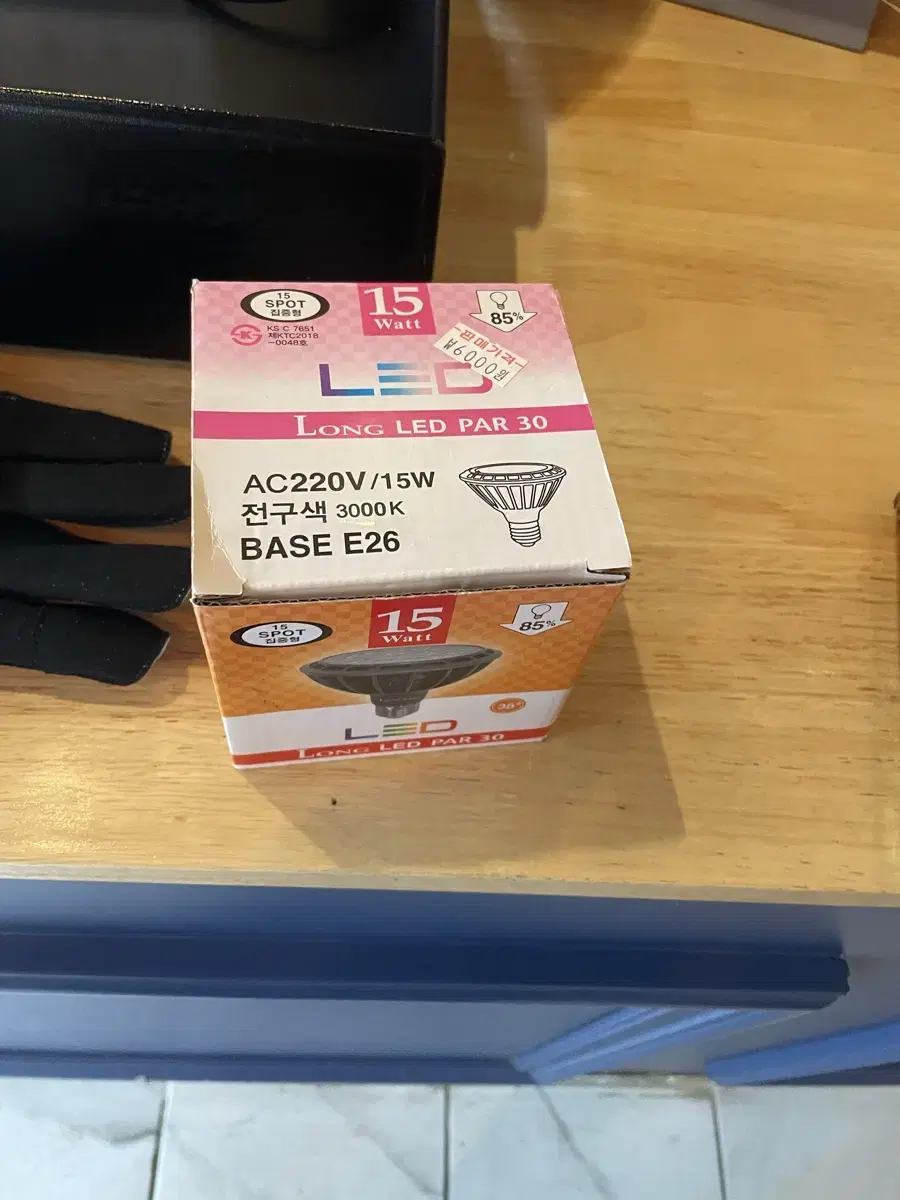 15
SPOT
집중형
15
Watt
85%
KS C 7651
제KTC2018
-0048호
판매가격
₩6000원
LED
LONG LED PAR 30
AC220V/15W
전구색 3000K
BASE E26
15
SPOT
집중형
15
Watt
85%
38°
LED
LONG LED PAR 30